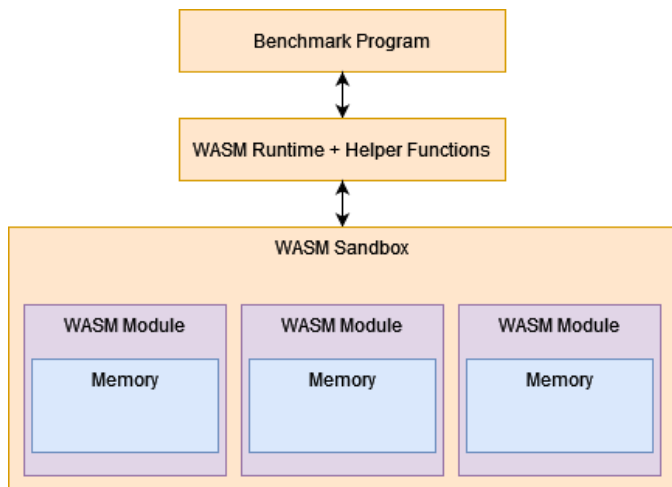 Benchmark Program
WASM Runtime + Helper Functions
WASM Sandbox
WASM Module
Memory
WASM Module
Memory
WASM Module
Memory